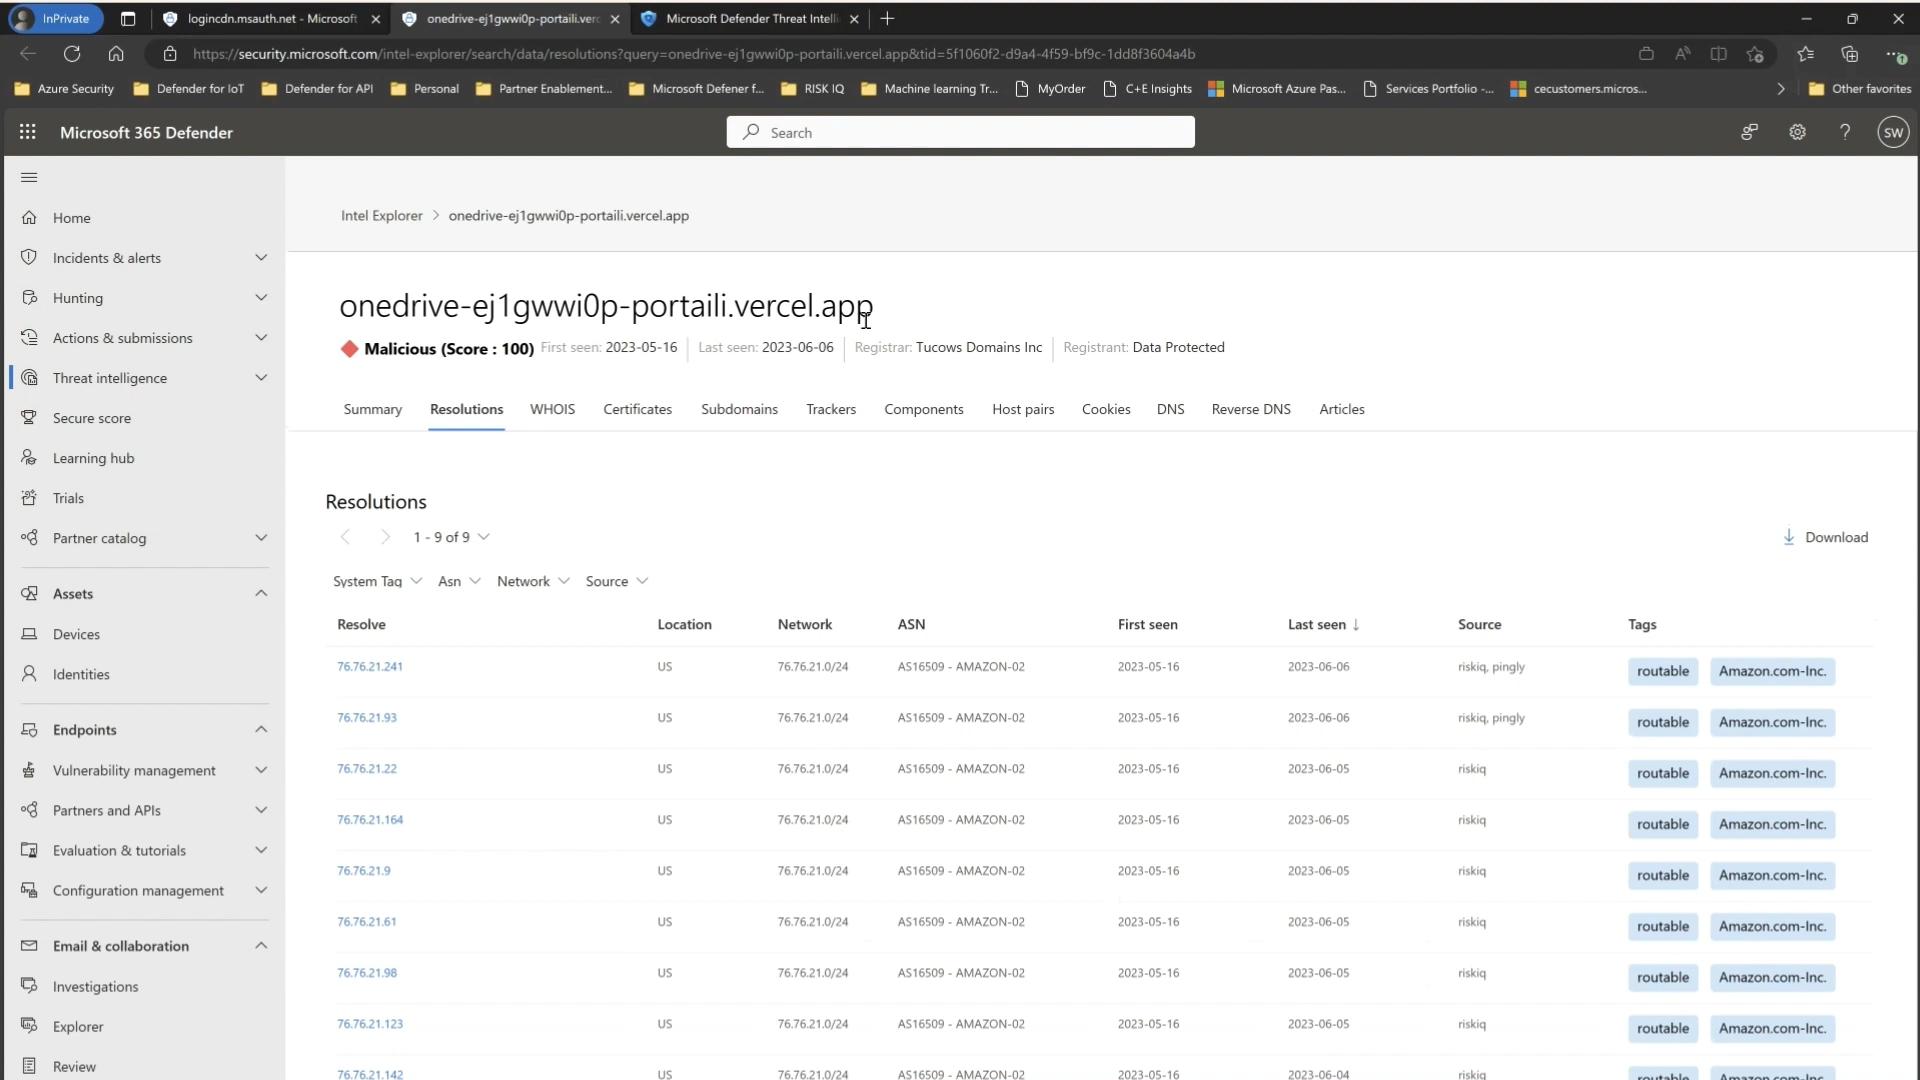 InPrivate
logincdn.msauth.net - Microsoft
onedrive-ej1gwwi0p-portaili.verc
Microsoft Defender Threat Intelli
https://security.microsoft.com/intel-explorer/search/data/resolutions?query=onedrive-ej1gwwi0p-portaili.vercel.app&tid=5f1060f2-d9a4-4f59-bf9c-1dd8f3604a4b
Azure Security
Defender for IoT
Defender for API
Personal
Partner Enablement...
Microsoft Defener f...
RISK IQ
Machine learning Tr...
MyOrder
C+E Insights
Microsoft Azure Pas...
Services Portfolio -...
cecustomers.micros...
Other favorites
Microsoft 365 Defender
Search
SW
Home
Incidents & alerts
Hunting
Actions & submissions
Threat intelligence
Secure score
Learning hub
Trials
Partner catalog
Assets
Devices
Identities
Endpoints
Vulnerability management
Partners and APIs
Evaluation & tutorials
Configuration management
Email & collaboration
Investigations
Explorer
Review
Intel Explorer > onedrive-ej1gwwi0p-portaili.vercel.app
onedrive-ej1gwwi0p-portaili.vercel.app
Malicious (Score : 100) First seen: 2023-05-16 Last seen: 2023-06-06 Registrar: Tucows Domains Inc Registrant: Data Protected
Summary Resolutions WHOIS Certificates Subdomains Trackers Components Host pairs Cookies DNS Reverse DNS Articles
Resolutions
1 - 9 of 9
Download
System Tag Asn Network Source
Resolve Location Network ASN First seen Last seen ↓ Source Tags
76.76.21.241 US 76.76.21.0/24 AS16509 - AMAZON-02 2023-05-16 2023-06-06 riskiq, pingly routable Amazon.com-Inc.
76.76.21.93 US 76.76.21.0/24 AS16509 - AMAZON-02 2023-05-16 2023-06-06 riskiq, pingly routable Amazon.com-Inc.
76.76.21.22 US 76.76.21.0/24 AS16509 - AMAZON-02 2023-05-16 2023-06-05 riskiq routable Amazon.com-Inc.
76.76.21.164 US 76.76.21.0/24 AS16509 - AMAZON-02 2023-05-16 2023-06-05 riskiq routable Amazon.com-Inc.
76.76.21.9 US 76.76.21.0/24 AS16509 - AMAZON-02 2023-05-16 2023-06-05 riskiq routable Amazon.com-Inc.
76.76.21.61 US 76.76.21.0/24 AS16509 - AMAZON-02 2023-05-16 2023-06-05 riskiq routable Amazon.com-Inc.
76.76.21.98 US 76.76.21.0/24 AS16509 - AMAZON-02 2023-05-16 2023-06-05 riskiq routable Amazon.com-Inc.
76.76.21.123 US 76.76.21.0/24 AS16509 - AMAZON-02 2023-05-16 2023-06-05 riskiq routable Amazon.com-Inc.
76.76.21.142 US 76.76.21.0/24 AS16509 - AMAZON-02 2023-05-16 2023-06-04 riskiq routable Amazon.com-Inc.